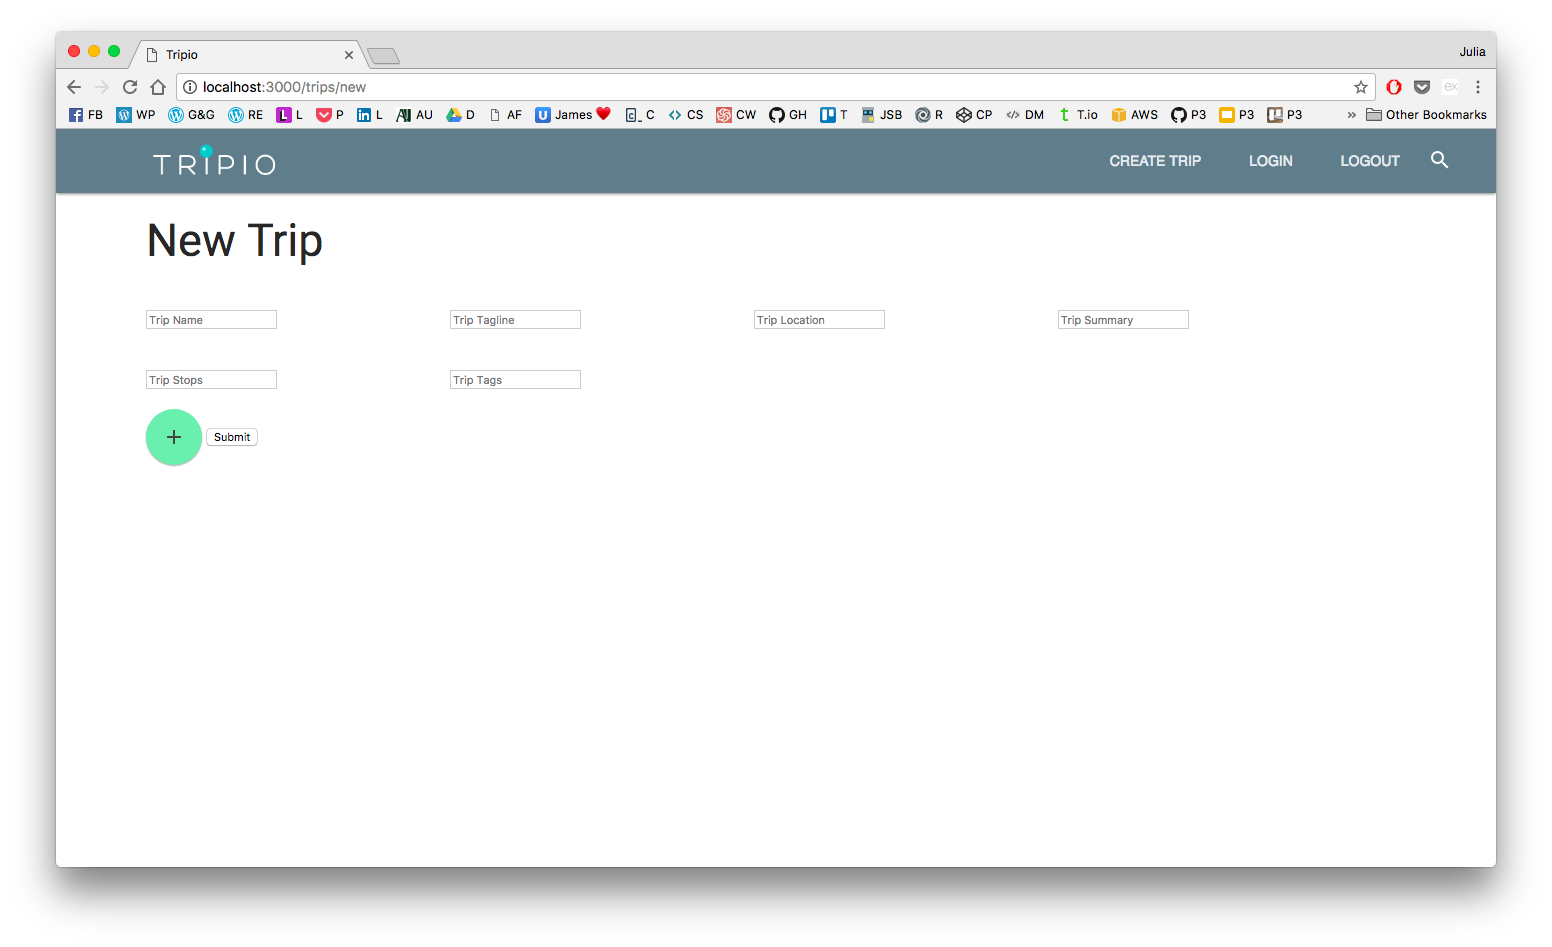 Tripio
Julia
localhost:3000/trips/new
FB WP G&G RE L P L AU D AF James C CS CW GH T JSB R CP DM T.io AWS P3 P3 P3 » Other Bookmarks
TRIPIO CREATE TRIP LOGIN LOGOUT
New Trip
Trip Name Trip Tagline Trip Location Trip Summary
Trip Stops Trip Tags
+ Submit